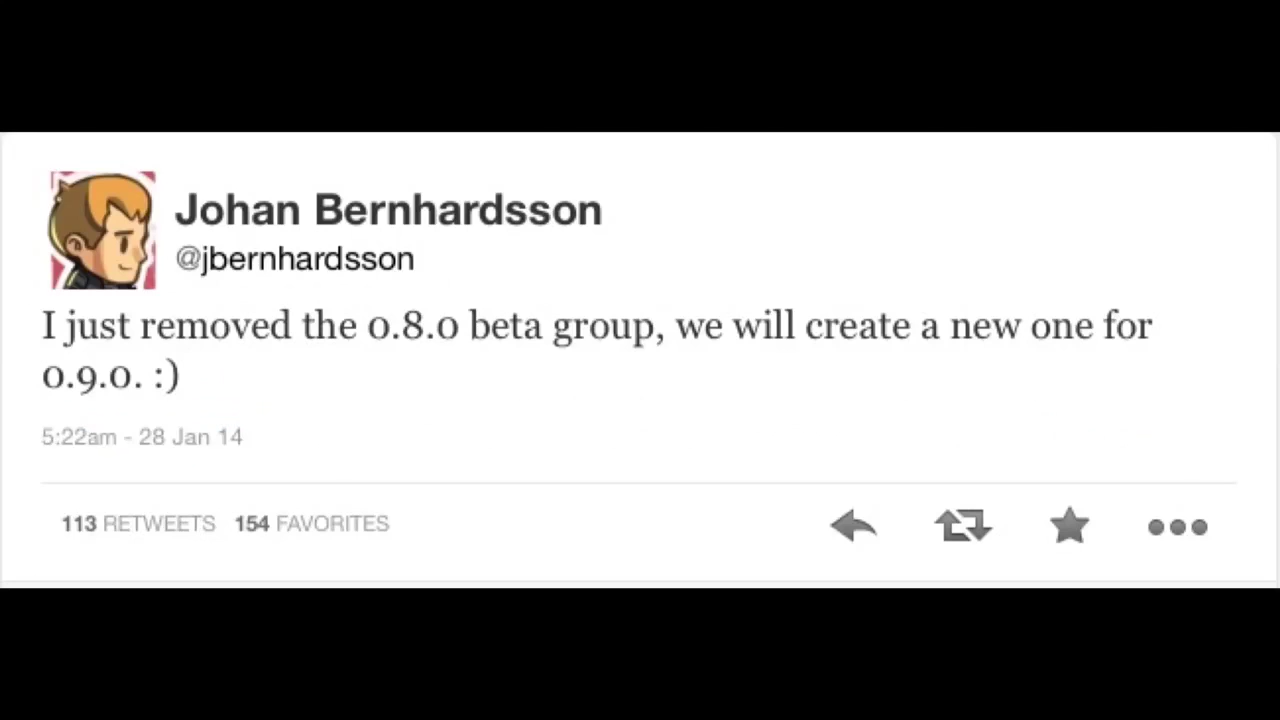 Johan Bernhardsson
@jbernhardsson
I just removed the 0.8.0 beta group, we will create a new one for
0.9.0. :)
5:22am - 28 Jan 14
113 RETWEETS 154 FAVORITES